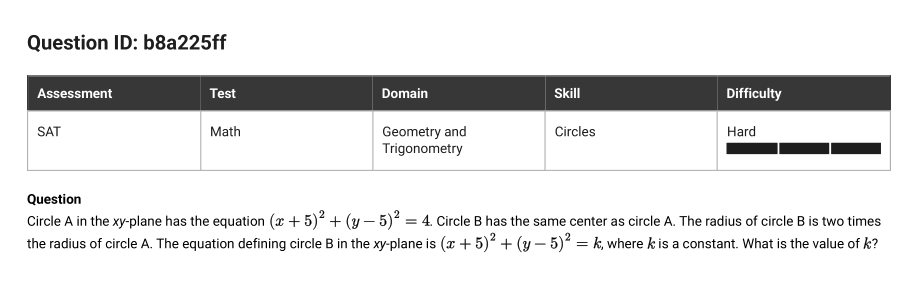 Question ID: b8a225ff
Assessment Test Domain Skill Difficulty
SAT Math Geometry and Circles Hard
Trigonometry
Question
Circle A in the xy-plane has the equation (x + 5)² + (y − 5)² = 4. Circle B has the same center as circle A. The radius of circle B is two times
the radius of circle A. The equation defining circle B in the xy-plane is (x + 5)² + (y − 5)² = k, where k is a constant. What is the value of k?